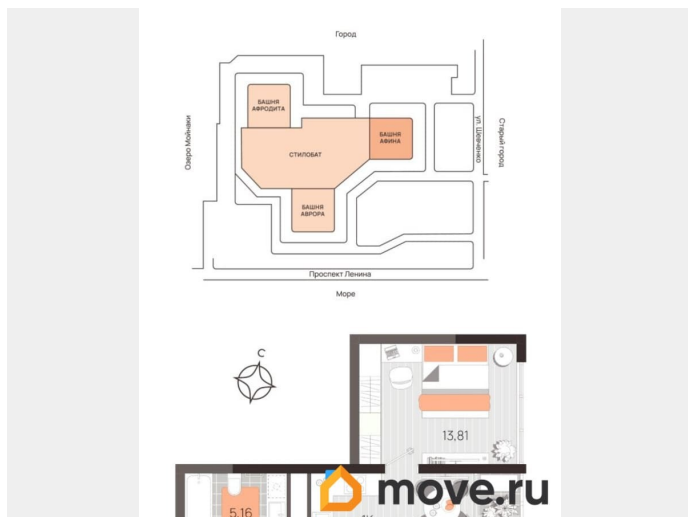 Город
БАШНЯ
АФРОДИТА
Озеро Мойнаки
СТИЛОБАТ
БАШНЯ
АФИНА
ул. Шевченко
Старый город
БАШНЯ
АВРОРА
Проспект Ленина
Море
С
13,81
5,16
move.ru